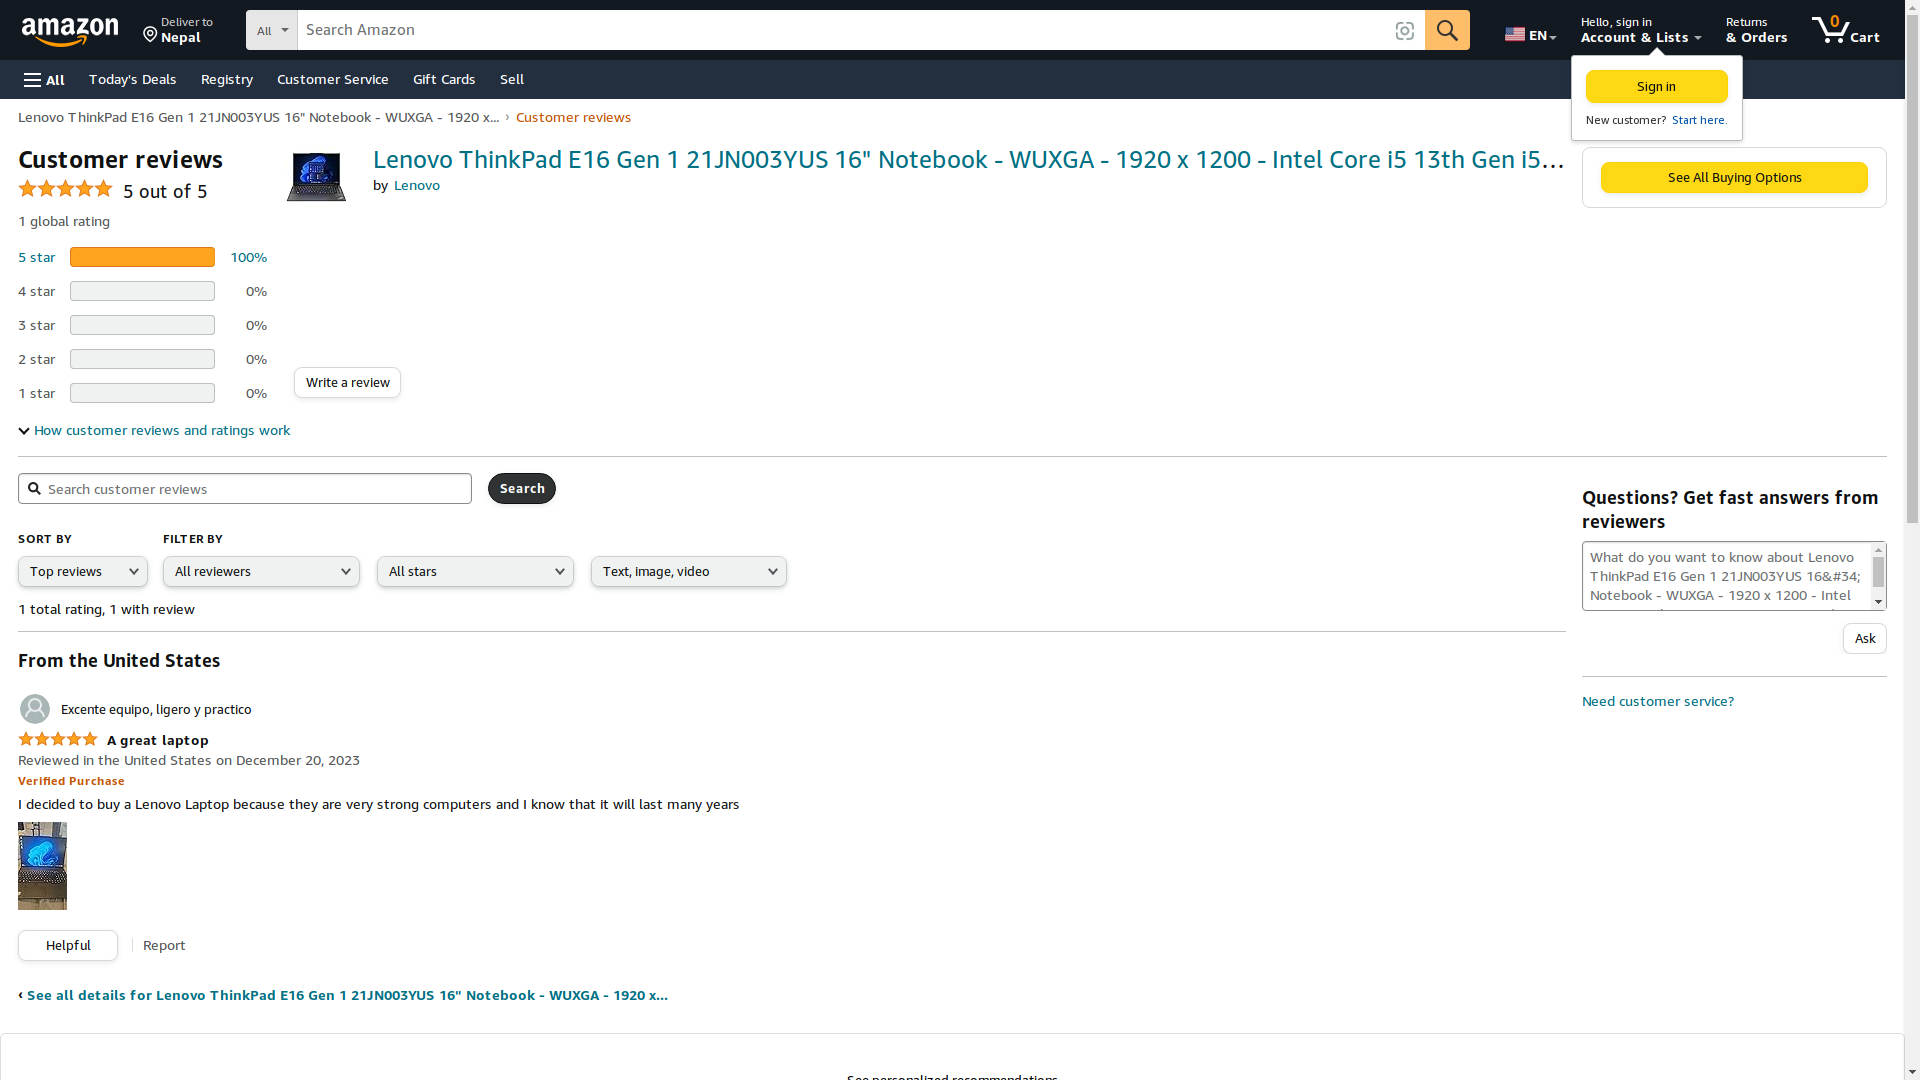 amazon
Deliver to
Nepal
All
Search Amazon
EN
Hello, sign in
Account & Lists
Returns
& Orders
0
Cart
All
Today's Deals
Registry
Customer Service
Gift Cards
Sell
Sign in
New customer? Start here.
Lenovo ThinkPad E16 Gen 1 21JN003YUS 16" Notebook - WUXGA - 1920 x... › Customer reviews
Customer reviews
5 out of 5
1 global rating
5 star 100%
4 star 0%
3 star 0%
2 star 0%
1 star 0%
How customer reviews and ratings work
Lenovo ThinkPad E16 Gen 1 21JN003YUS 16" Notebook - WUXGA - 1920 x 1200 - Intel Core i5 13th Gen i5...
by Lenovo
Write a review
See All Buying Options
Search customer reviews
Search
SORT BY
FILTER BY
Top reviews
All reviewers
All stars
Text, image, video
1 total rating, 1 with review
From the United States
Excente equipo, ligero y practico
A great laptop
Reviewed in the United States on December 20, 2023
Verified Purchase
I decided to buy a Lenovo Laptop because they are very strong computers and I know that it will last many years
Helpful
Report
‹ See all details for Lenovo ThinkPad E16 Gen 1 21JN003YUS 16" Notebook - WUXGA - 1920 x...
Questions? Get fast answers from
reviewers
What do you want to know about Lenovo
ThinkPad E16 Gen 1 21JN003YUS 16&#34;
Notebook - WUXGA - 1920 x 1200 - Intel
Ask
Need customer service?
See personalized recommendations